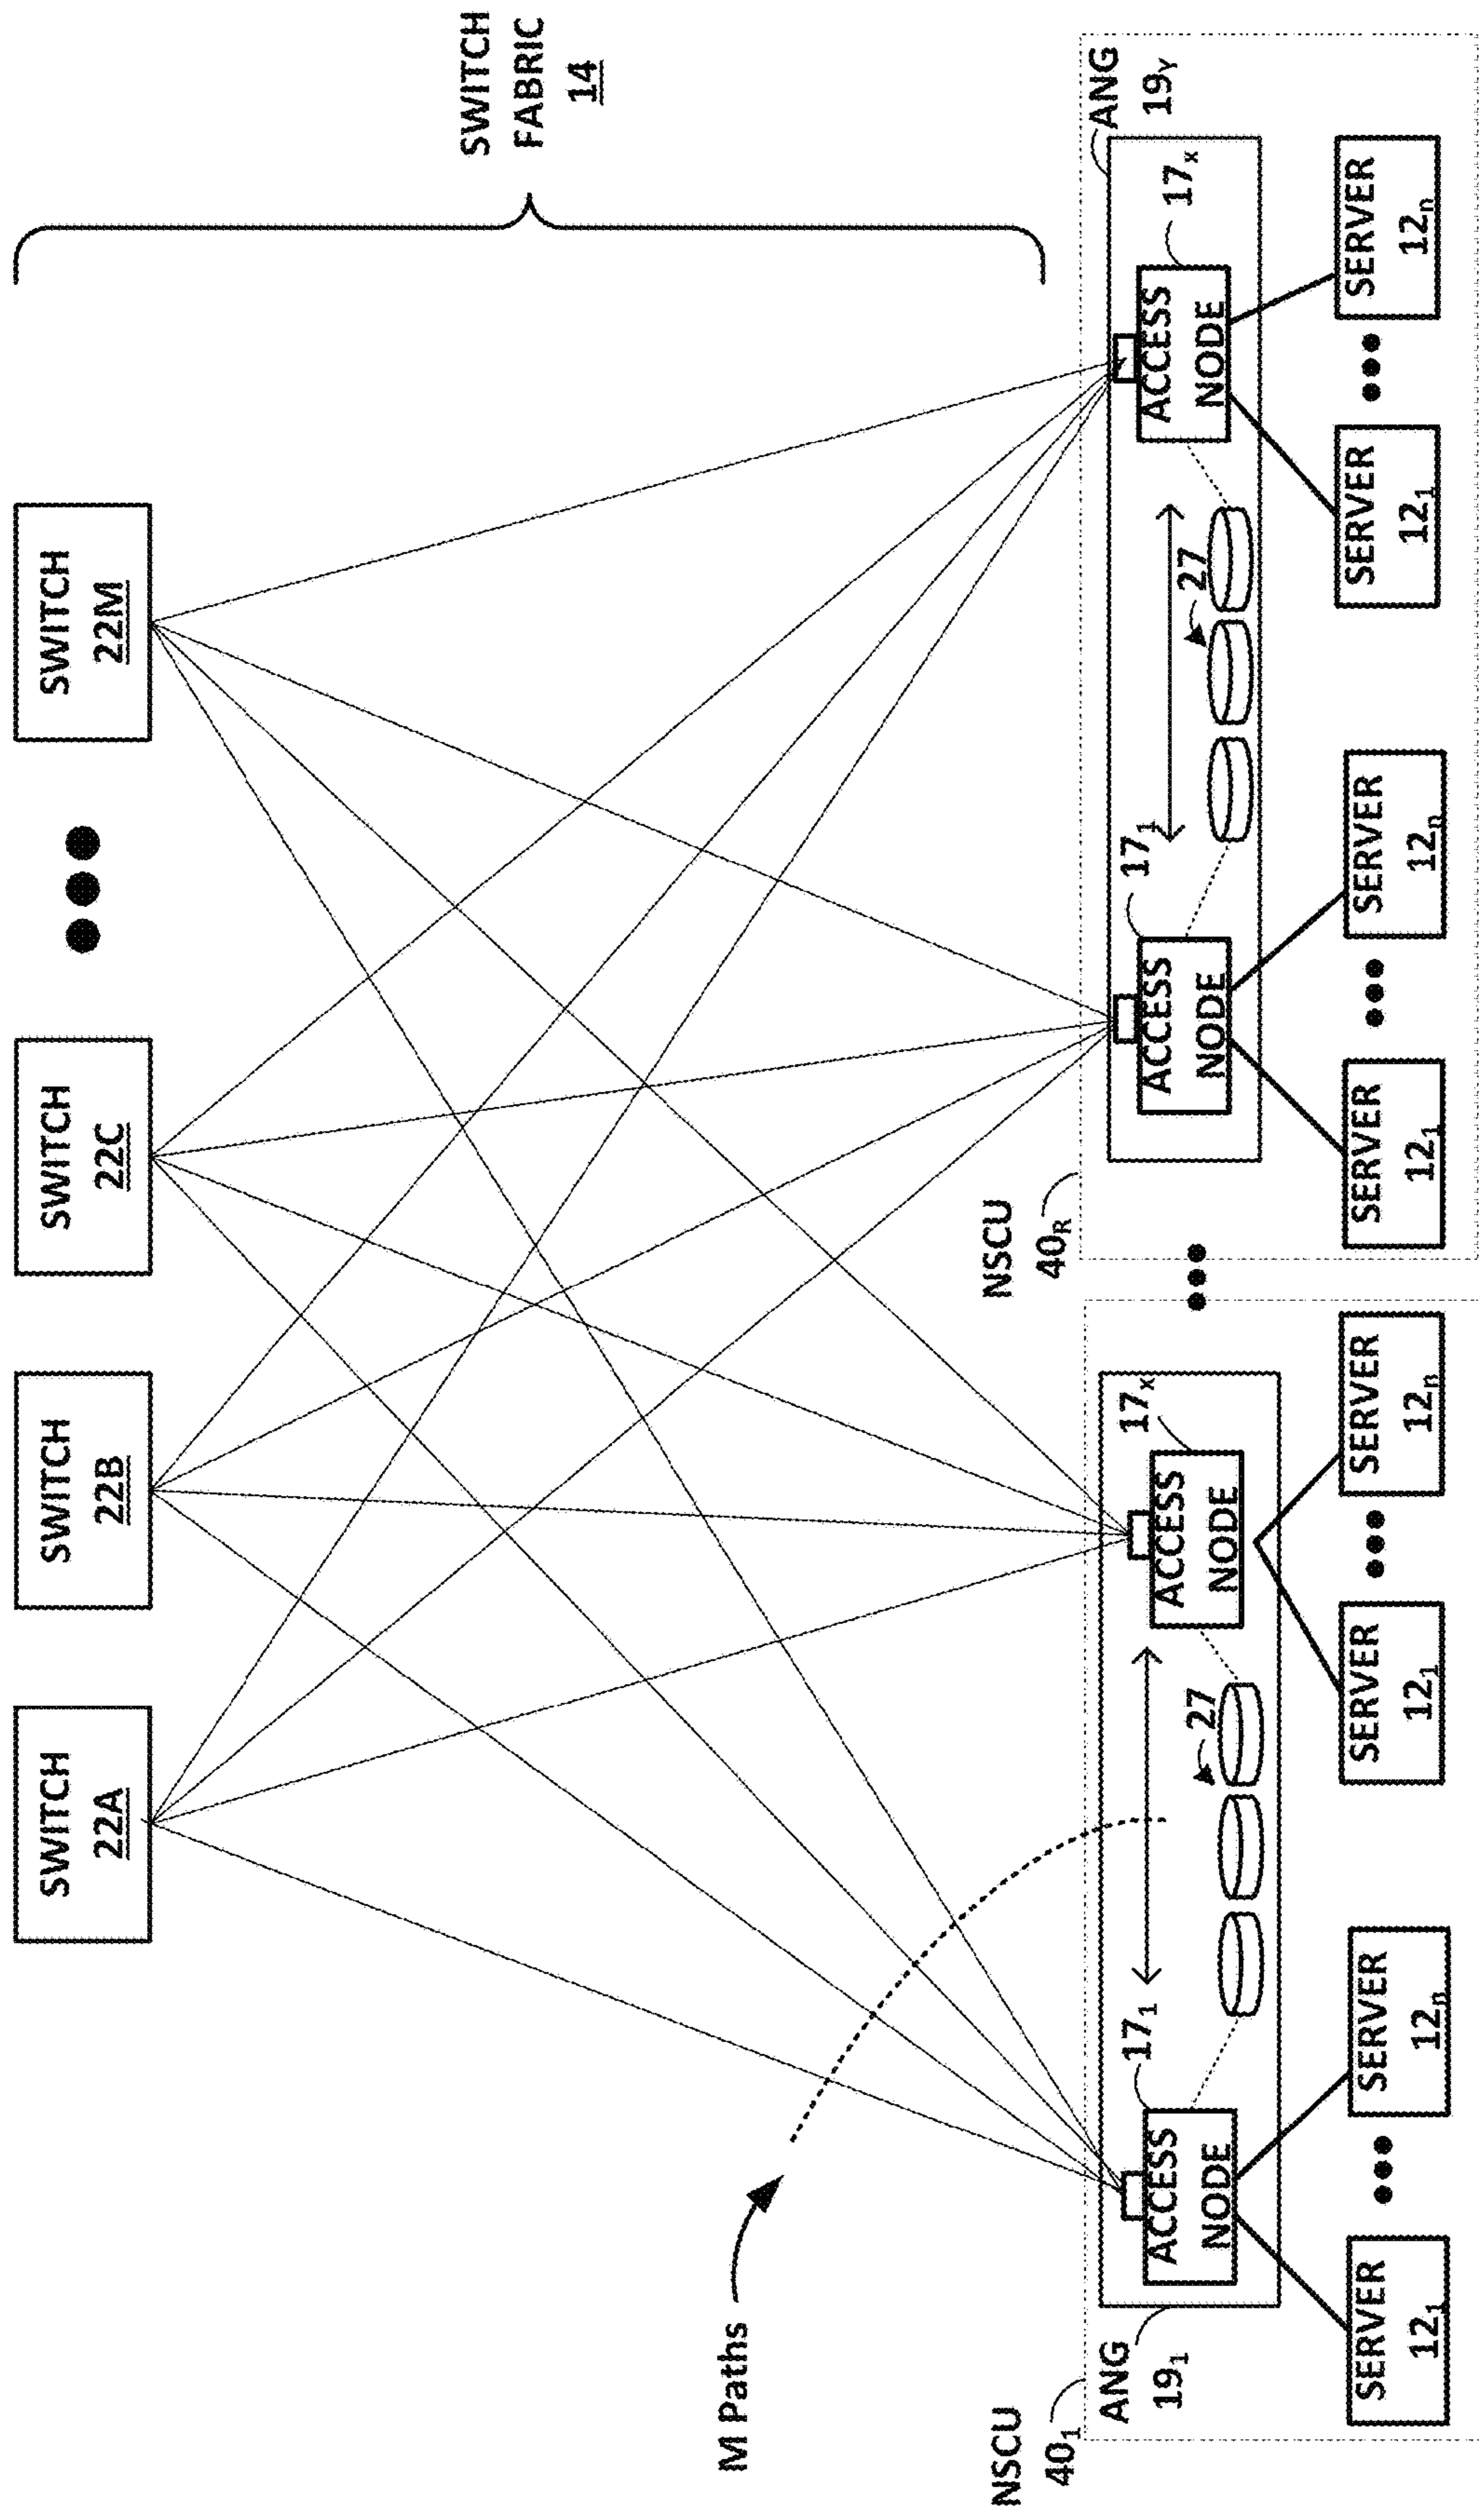 SWITCH
22A
SWITCH
22B
SWITCH
22C
SWITCH
22M
SWITCH
FABRIC
14
M Paths
NSCU
40₁
ANG
19₁
ACCESS
NODE
17₁
27
ACCESS
NODE
17ₓ
SERVER
12₁
SERVER
12ₙ
SERVER
12₁
SERVER
12ₙ
NSCU
40R
ACCESS
NODE
17₁
27
ACCESS
NODE
17ₓ
ANG
19Y
SERVER
12₁
SERVER
12ₙ
SERVER
12₁
SERVER
12ₙ